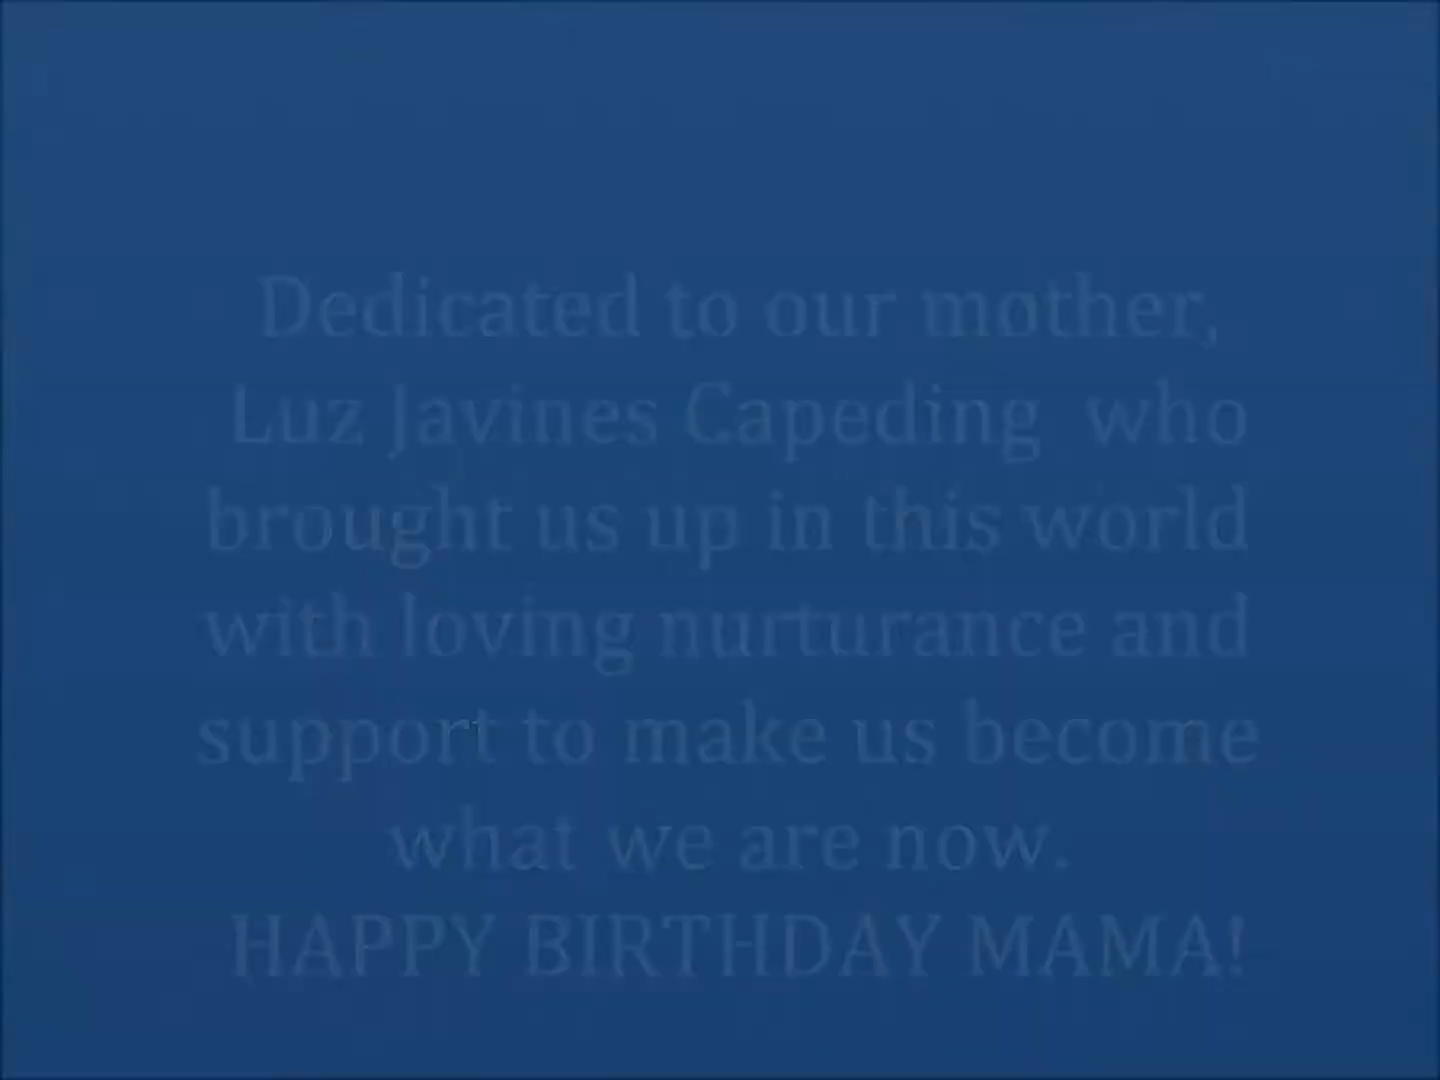 Dedicated to our mother,
Luz Javines Capeding who
brought us up in this world
with loving nurturance and
support to make us become
what we are now.
HAPPY BIRTHDAY MAMA!